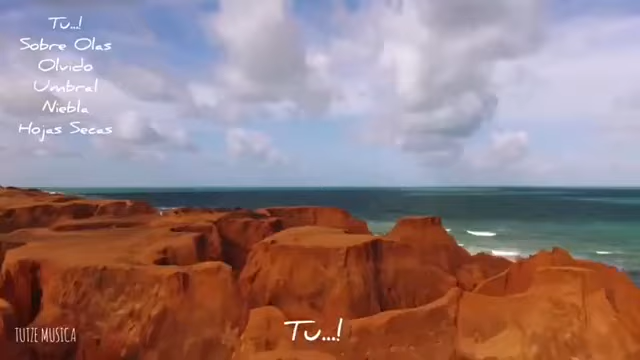 Tu...!
Sobre Olas
Olvido
Umbral
Niebla
Hojas Secas
TUTZE MUSICA
Tu...!